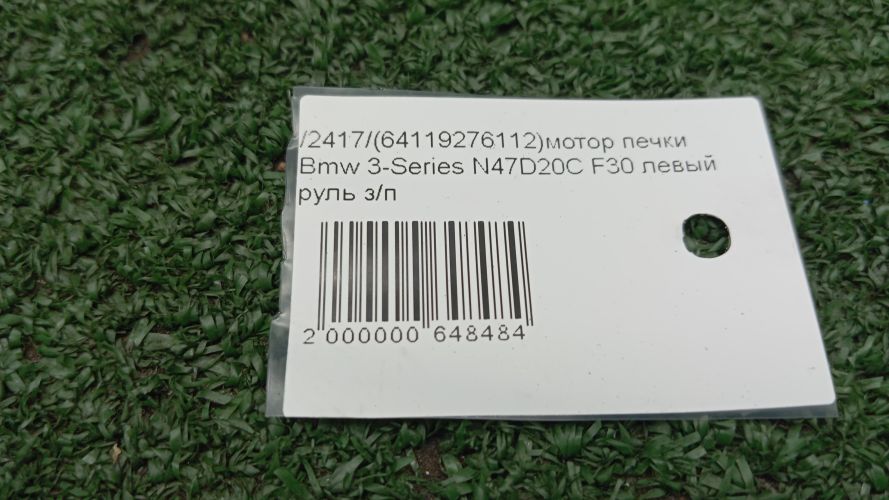 /2417/(64119276112)мотор печки
Bmw 3-Series N47D20C F30 левый
руль з/п
2 000000 648484